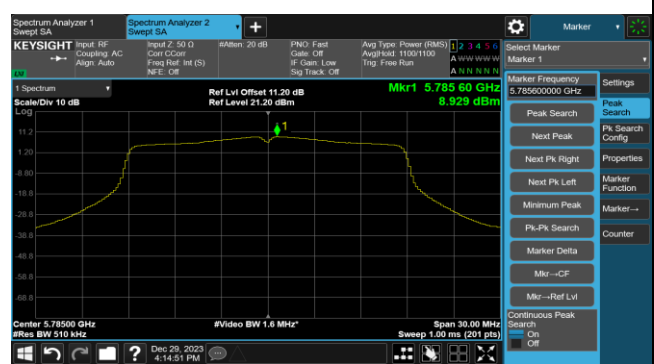 Spectrum Analyzer 1
Swept SA
Spectrum Analyzer 2
Swept SA
+
Marker
KEYSIGHT
Input: RF
Coupling: AC
Align: Auto
Input Z: 50 Ω
Corr CCorr
Freq Ref: Int (S)
NFE: Off
#Atten: 20 dB
PNO: Fast
Gate: Off
IF Gain: Low
Sig Track: Off
Avg Type: Power (RMS)
Avg|Hold: 1100/1100
Trig: Free Run
1 2 3 4 5 6
A W W W W W
A N N N N N
Select Marker
Marker 1
1 Spectrum
Scale/Div 10 dB
Log
Ref Lvl Offset 11.20 dB
Ref Level 21.20 dBm
Mkr1 5.785 60 GHz
8.929 dBm
1
11.2
1.20
-8.80
-18.8
-28.8
-38.8
-48.8
-58.8
-68.8
Center 5.78500 GHz
#Res BW 510 kHz
#Video BW 1.6 MHz*
Span 30.00 MHz
Sweep 1.00 ms (201 pts)
Marker Frequency
5.785600000 GHz
Peak Search
Next Peak
Next Pk Right
Next Pk Left
Minimum Peak
Pk-Pk Search
Marker Delta
Mkr→CF
Mkr→Ref Lvl
Continuous Peak
Search
On
Off
Settings
Peak
Search
Pk Search
Config
Properties
Marker
Function
Marker→
Counter
?
Dec 29, 2023
4:14:51 PM